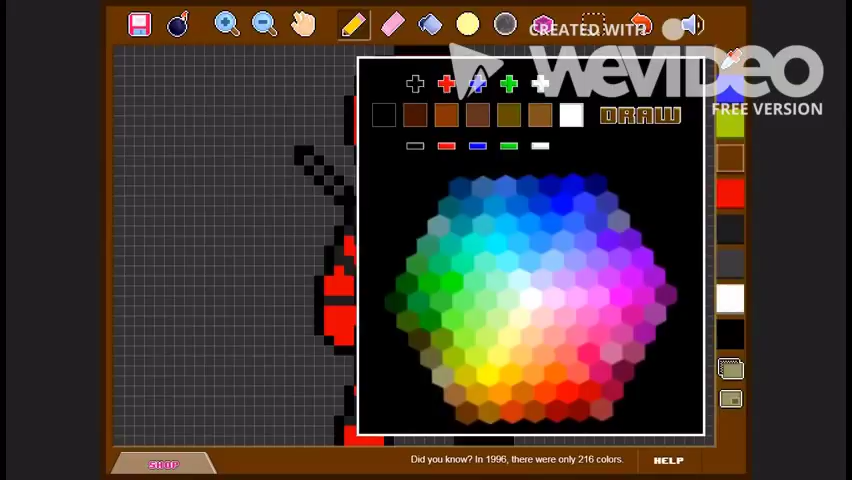 CREATED WITH
WeVideo
FREE VERSION
DRAW
SHOP
Did you know? In 1996, there were only 216 colors.
HELP